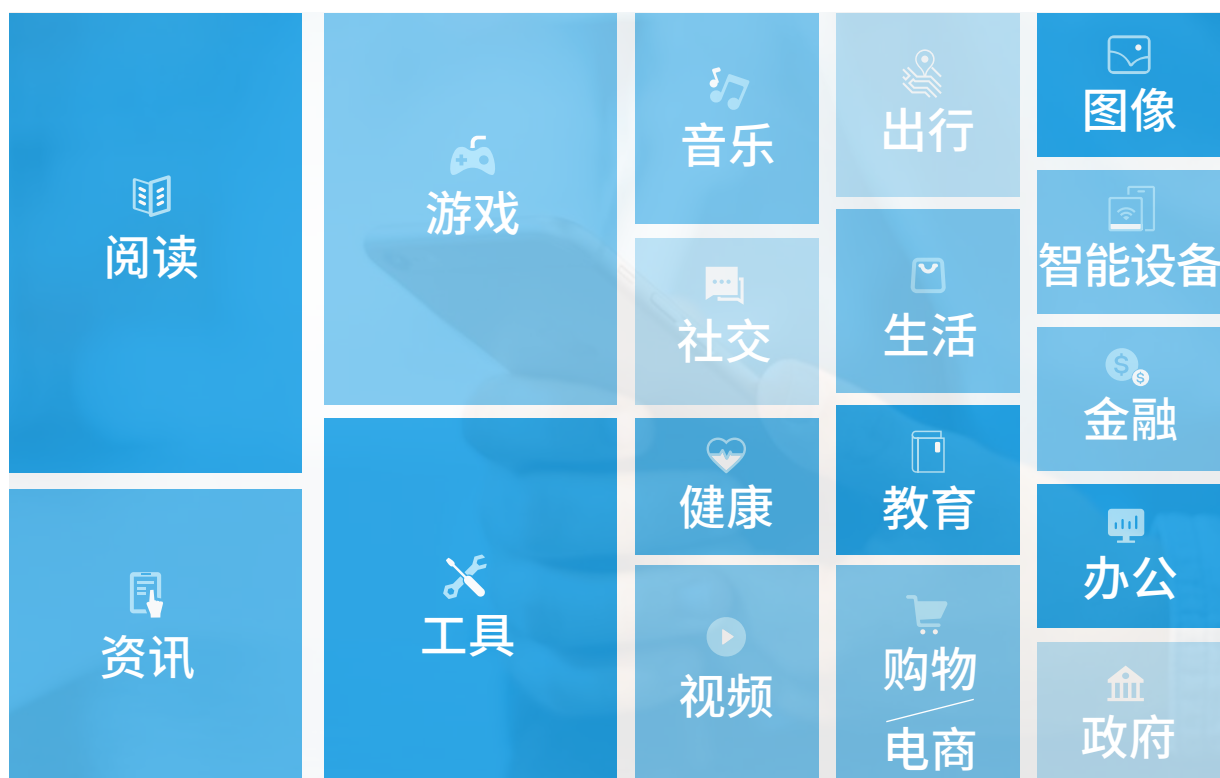 阅读
资讯
游戏
工具
音乐
社交
健康
视频
出行
生活
教育
购物
电商
图像
智能设备
金融
办公
政府